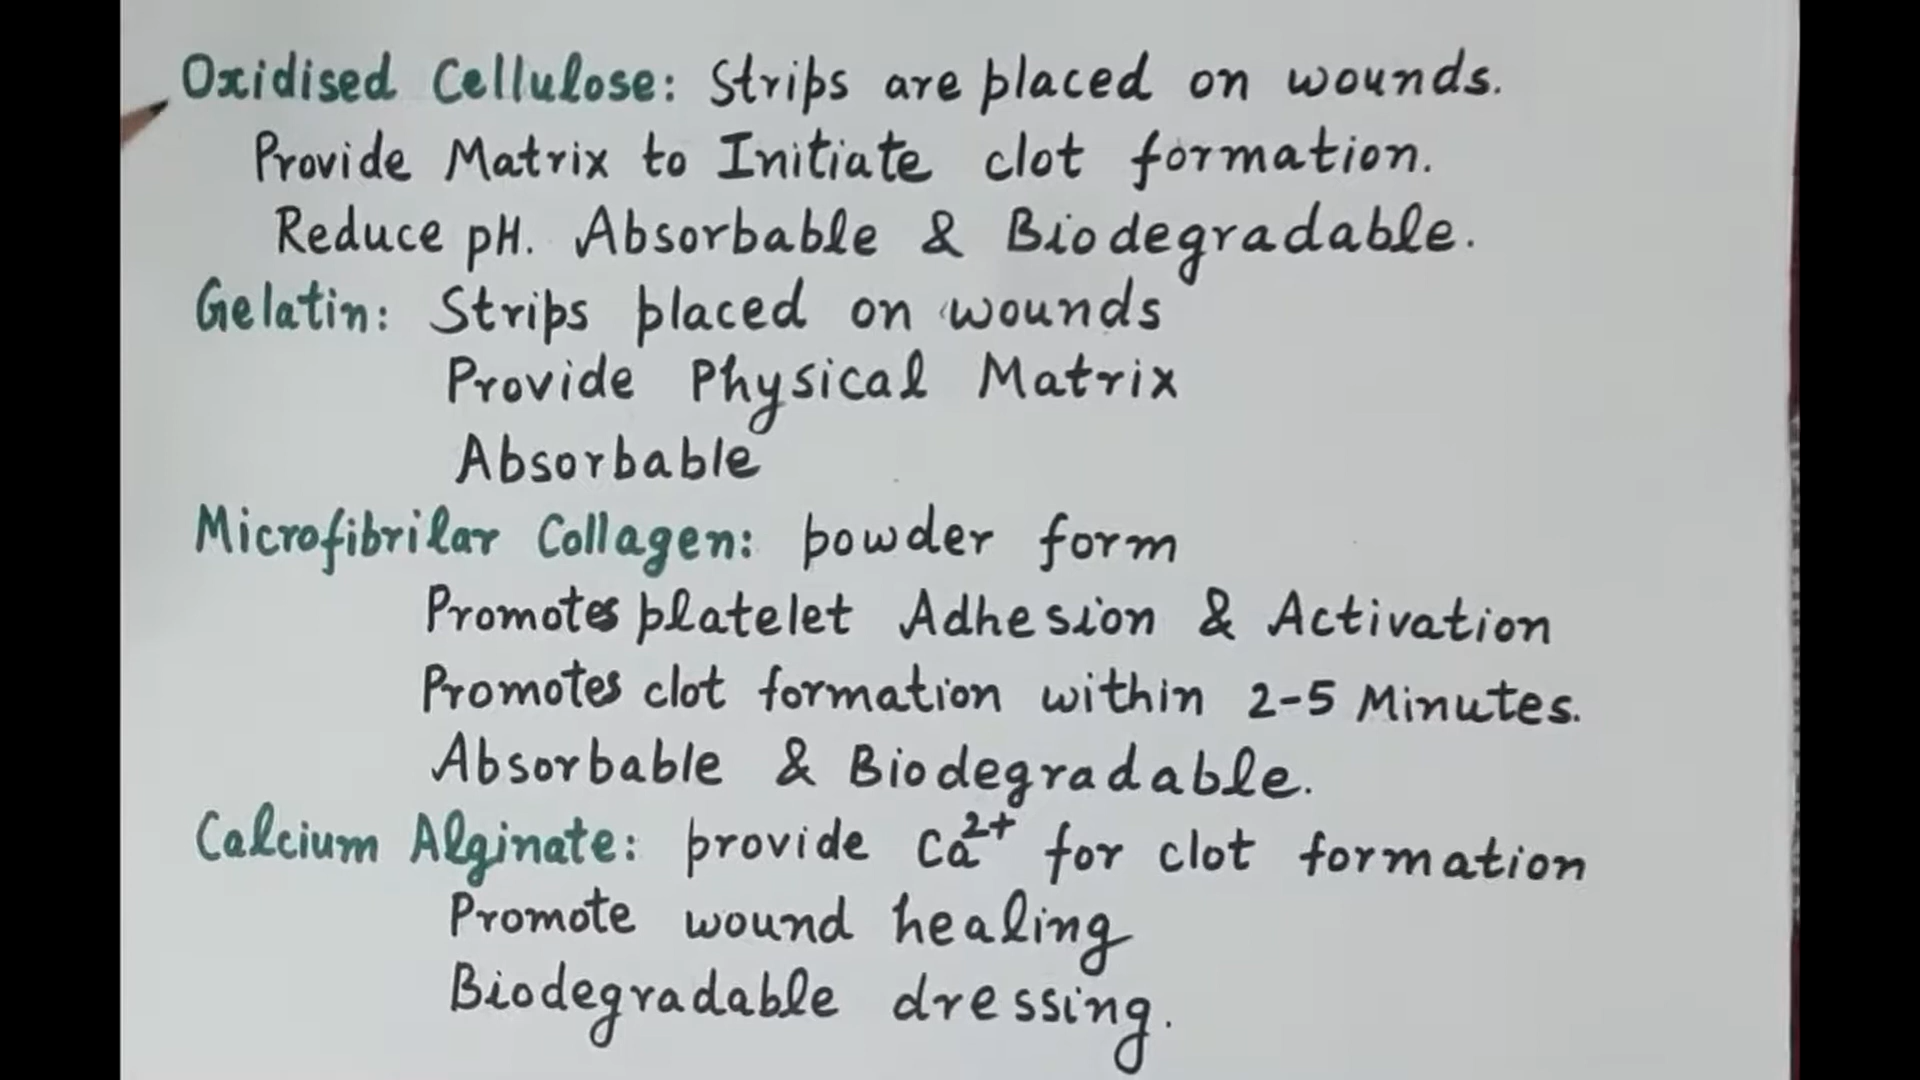 Oxidised Cellulose: Strips are placed on wounds.
Provide Matrix to Initiate clot formation.
Reduce pH. Absorbable & Biodegradable.
Gelatin: Strips placed on wounds
Provide Physical Matrix
Absorbable
Microfibrilar Collagen: powder form
Promotes platelet Adhesion & Activation
Promotes clot formation within 2-5 Minutes.
Absorbable & Biodegradable.
Calcium Alginate: provide Ca²⁺ for clot formation
Promote wound healing
Biodegradable dressing.